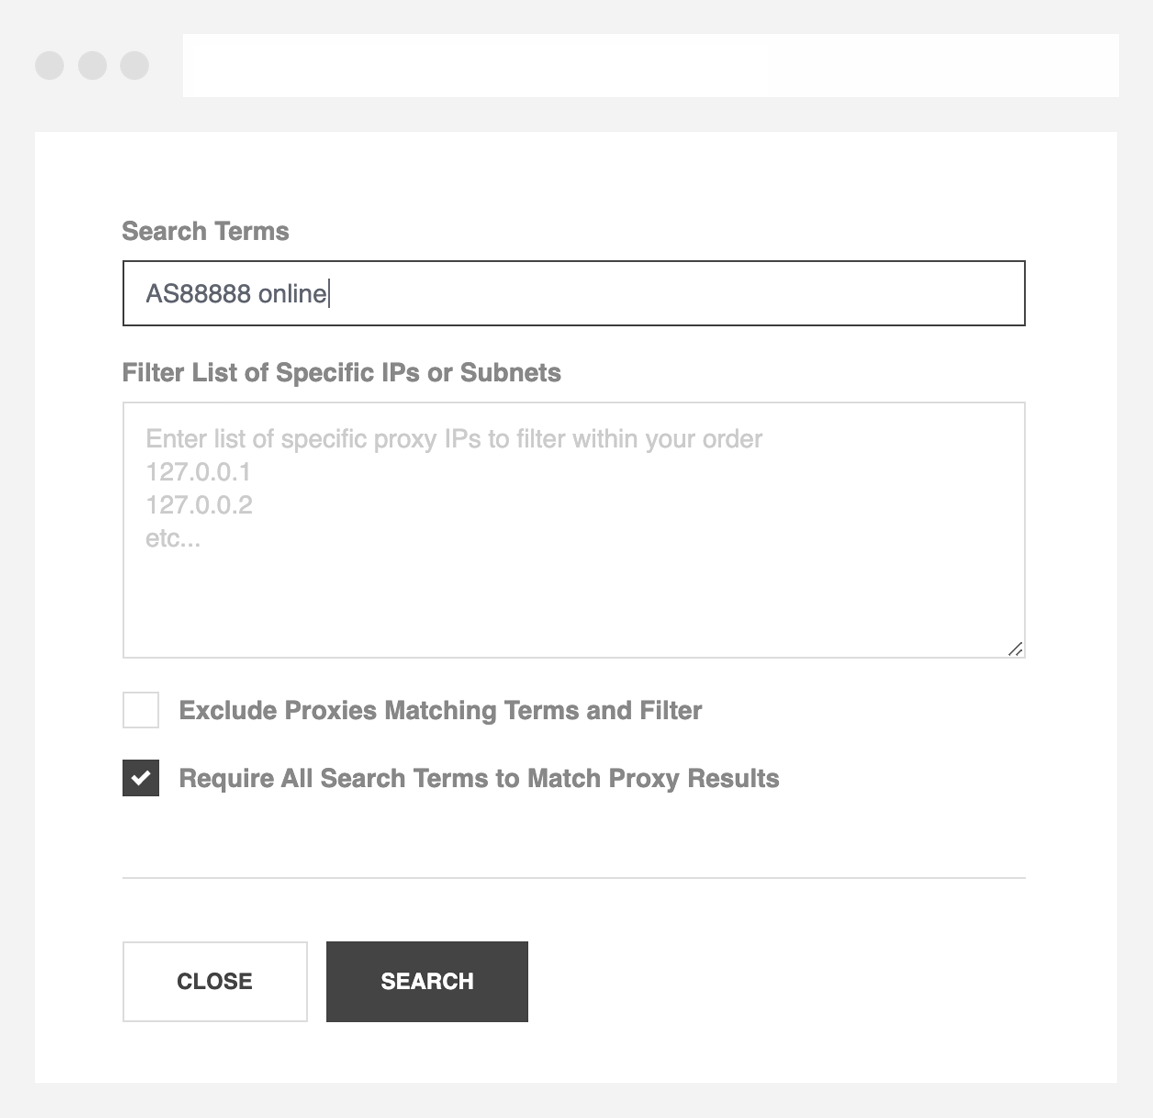 Search Terms
AS88888 online
Filter List of Specific IPs or Subnets
Enter list of specific proxy IPs to filter within your order
127.0.0.1
127.0.0.2
etc...
Exclude Proxies Matching Terms and Filter
Require All Search Terms to Match Proxy Results
CLOSE SEARCH